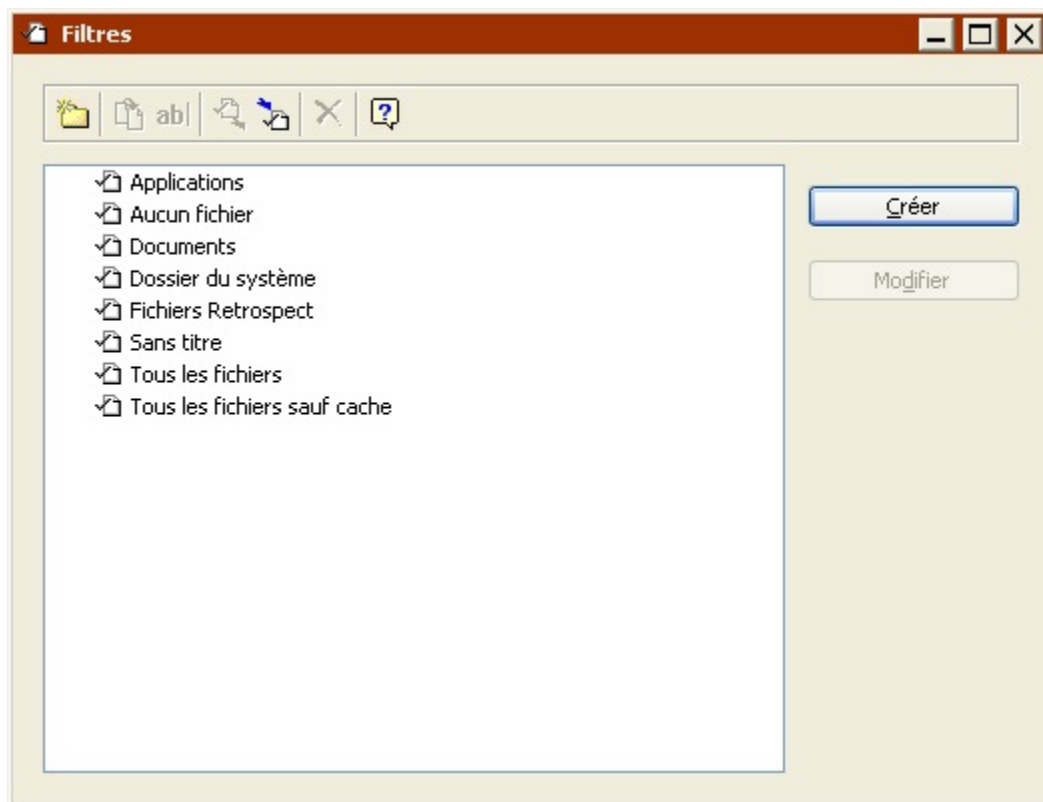 Filtres
ab|
Applications
Créer
Aucun fichier
Documents
Dossier du système
Modifier
Fichiers Retrospect
Sans titre
Tous les fichiers
Tous les fichiers sauf cache